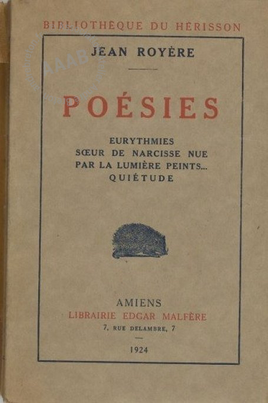 BIBLIOTHÈQUE DU HÉRISSON
JEAN ROYÈRE
POÉSIES
EURYTHMIES
SŒUR DE NARCISSE NUE
PAR LA LUMIÈRE PEINTS...
QUIÉTUDE
AMIENS
LIBRAIRIE EDGAR MALFÈRE
7, RUE DELAMBRE, 7
1924